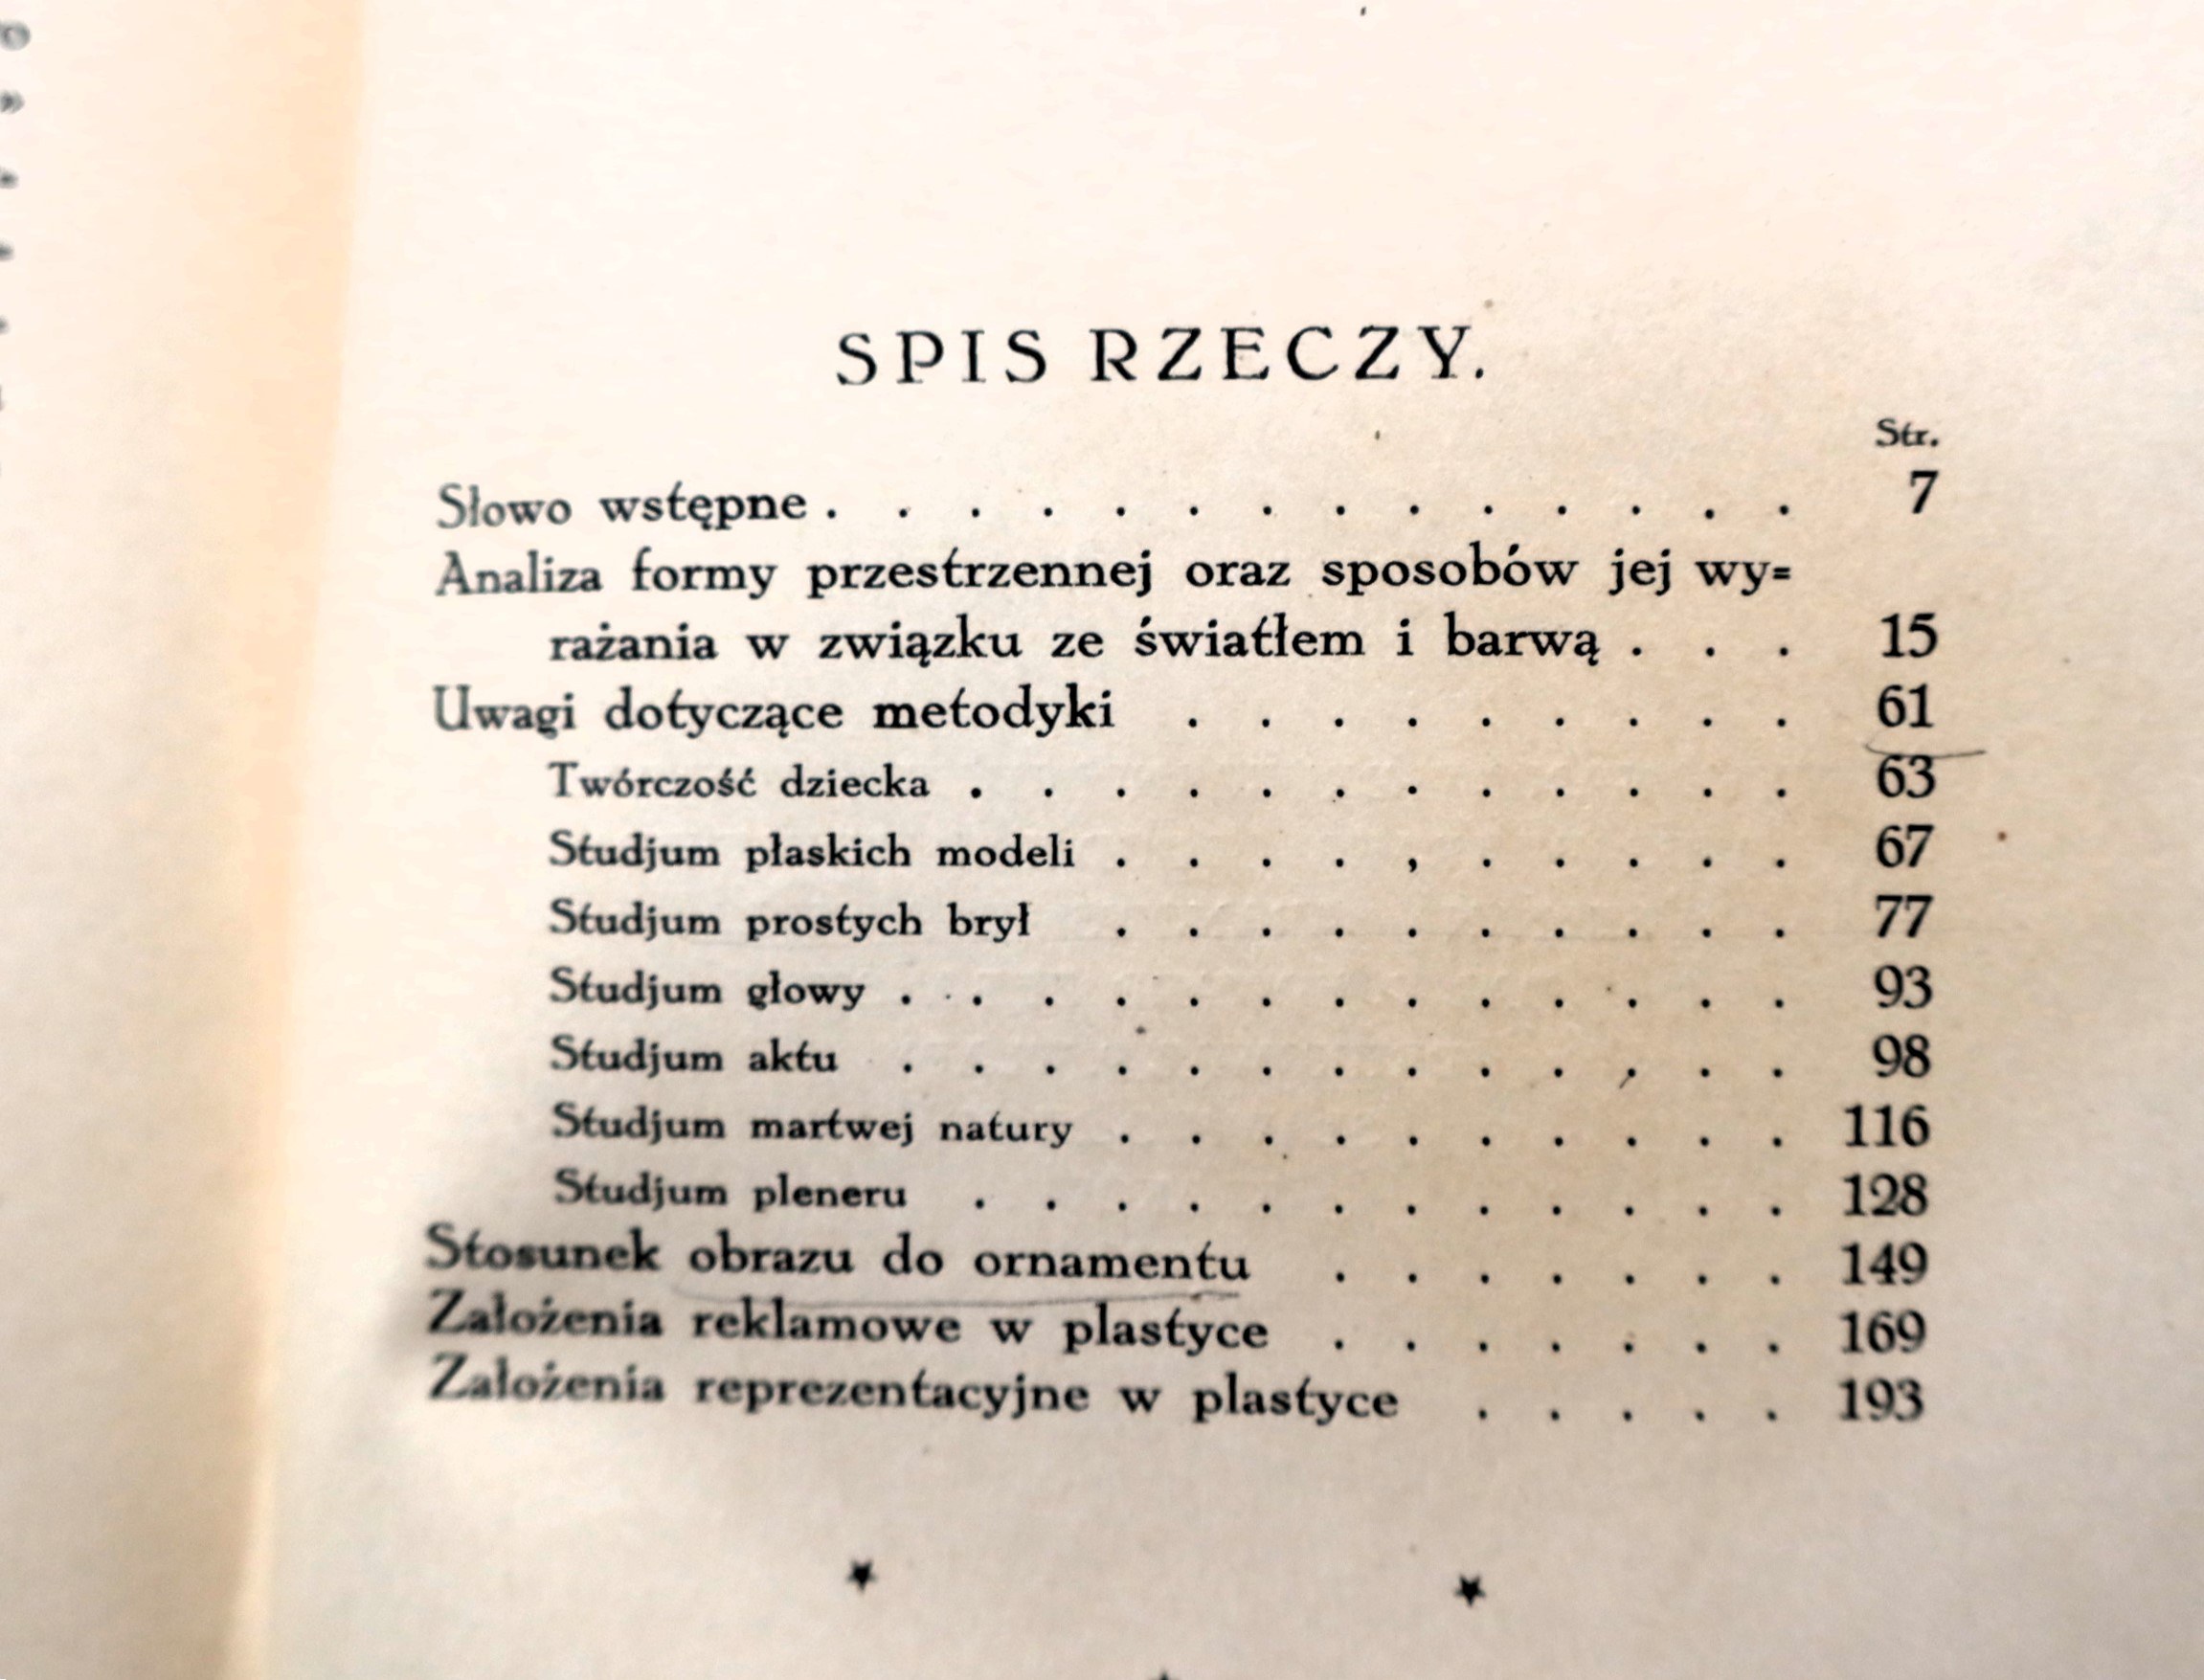 SPIS RZECZY.
Str.
Słowo wstępne . . . . . . . . . . . . . . 7
Analiza formy przestrzennej oraz sposobów jej wy=
rażania w związku ze światłem i barwą . . . 15
Uwagi dotyczące metodyki . . . . . . . . . 61
Twórczość dziecka . . . . . . . . . . . . 63
Studjum płaskich modeli . . . . , . . . . . 67
Studjum prostych brył . . . . . . . . . . 77
Studjum głowy . . . . . . . . . . . . . 93
Studjum aktu . . . . . . . . . . . . . 98
Studjum martwej natury . . . . . . . . . . 116
Studjum pleneru . . . . . . . . . . . . 128
Stosunek obrazu do ornamentu . . . . . . . 149
Założenia reklamowe w plastyce . . . . . . . 169
Założenia reprezentacyjne w plastyce . . . . . 193